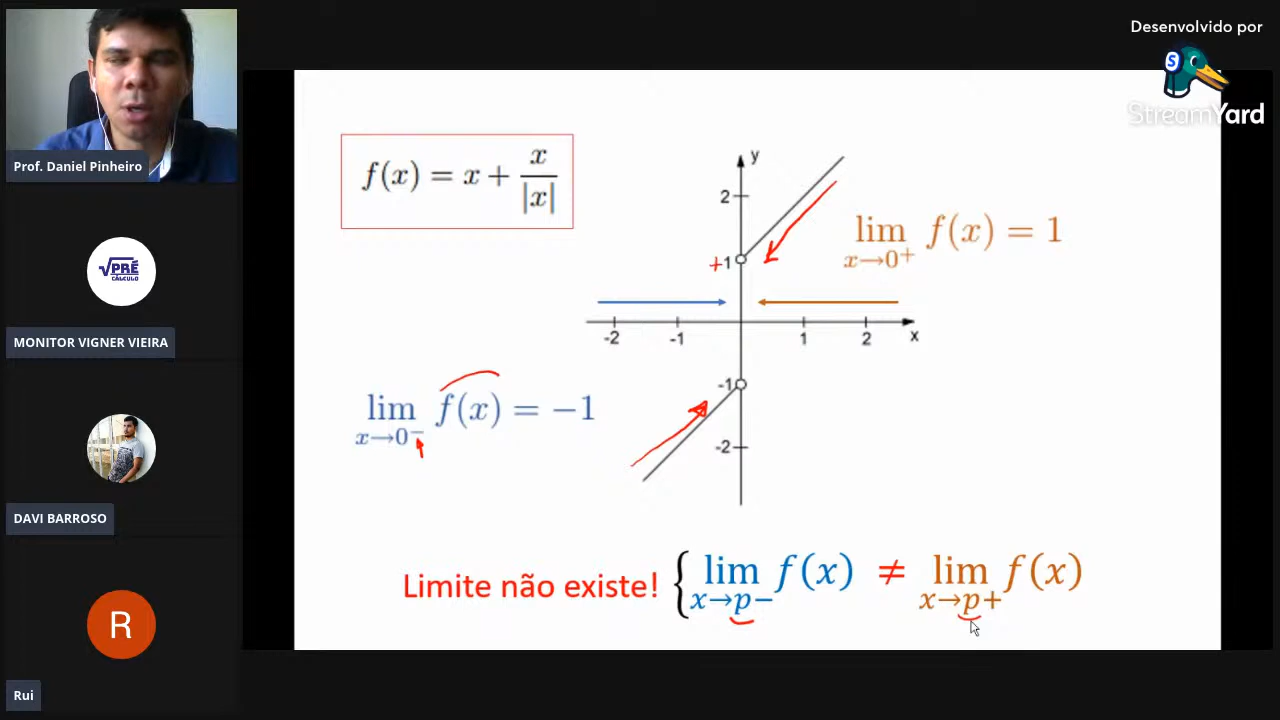 Desenvolvido por
S
StreamYard
Prof. Daniel Pinheiro
√PRÉ
CÁLCULO
MONITOR VIGNER VIEIRA
DAVI BARROSO
R
Rui
f(x) = x + x/|x|
y
2
+1
-2 -1 1 2 x
-1
-2
lim x→0⁺ f(x) = 1
lim x→0⁻ f(x) = −1
Limite não existe! { lim x→p− f(x) ≠ lim x→p+ f(x)